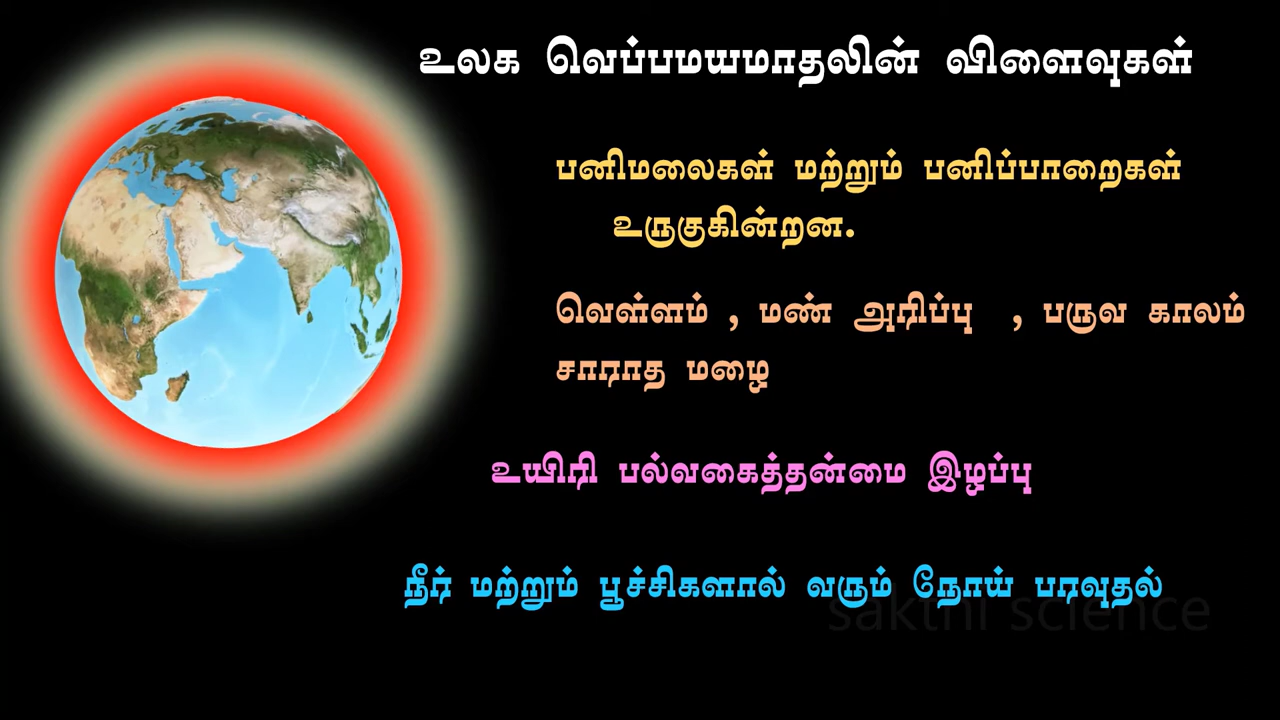 உலக வெப்பமயமாதலின் விளைவுகள்
பனிமலைகள் மற்றும் பனிப்பாறைகள்
உருகுகின்றன.
வெள்ளம் , மண் அரிப்பு , பருவ காலம்
சாராத மழை
உயிரி பல்வகைத்தன்மை இழப்பு
நீர் மற்றும் பூச்சிகளால் வரும் நோய் பரவுதல்
sakthi science